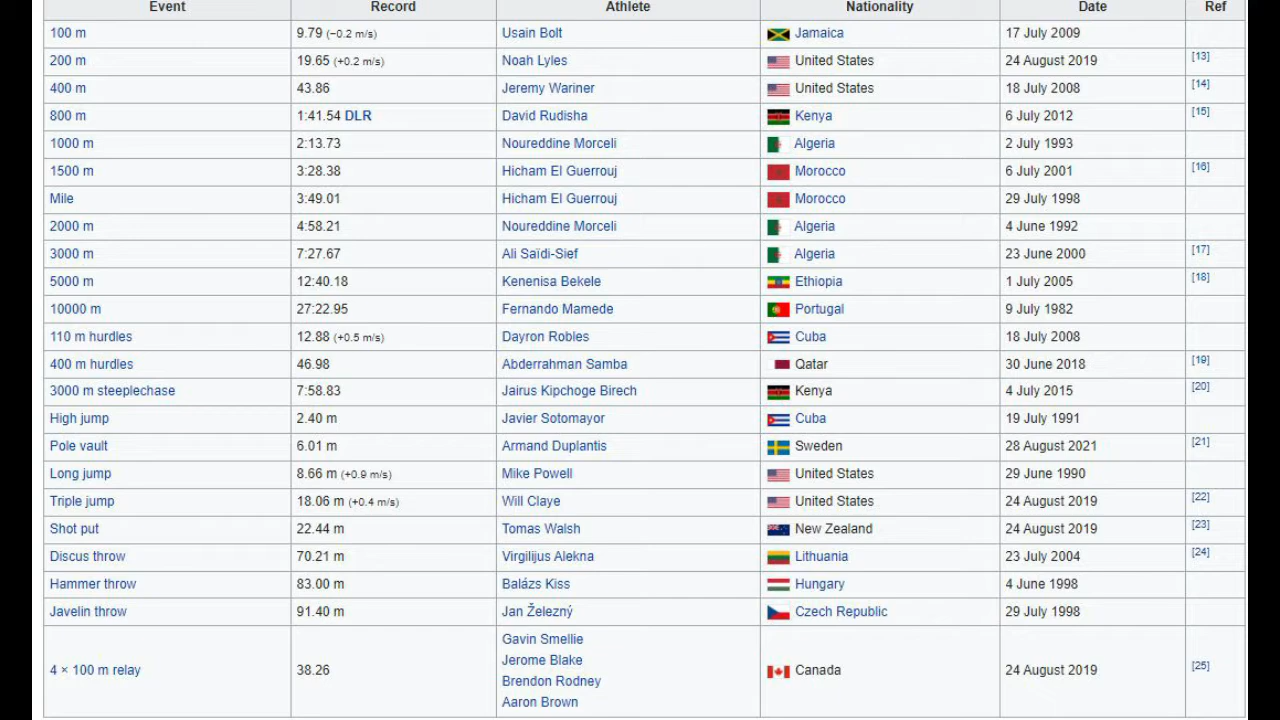 Event Record Athlete Nationality Date Ref
100 m 9.79 (−0.2 m/s) Usain Bolt Jamaica 17 July 2009
200 m 19.65 (+0.2 m/s) Noah Lyles United States 24 August 2019 [13]
400 m 43.86 Jeremy Wariner United States 18 July 2008 [14]
800 m 1:41.54 DLR David Rudisha Kenya 6 July 2012 [15]
1000 m 2:13.73 Noureddine Morceli Algeria 2 July 1993
1500 m 3:28.38 Hicham El Guerrouj Morocco 6 July 2001 [16]
Mile 3:49.01 Hicham El Guerrouj Morocco 29 July 1998
2000 m 4:58.21 Noureddine Morceli Algeria 4 June 1992
3000 m 7:27.67 Ali Saïdi-Sief Algeria 23 June 2000 [17]
5000 m 12:40.18 Kenenisa Bekele Ethiopia 1 July 2005 [18]
10000 m 27:22.95 Fernando Mamede Portugal 9 July 1982
110 m hurdles 12.88 (+0.5 m/s) Dayron Robles Cuba 18 July 2008
400 m hurdles 46.98 Abderrahman Samba Qatar 30 June 2018 [19]
3000 m steeplechase 7:58.83 Jairus Kipchoge Birech Kenya 4 July 2015 [20]
High jump 2.40 m Javier Sotomayor Cuba 19 July 1991
Pole vault 6.01 m Armand Duplantis Sweden 28 August 2021 [21]
Long jump 8.66 m (+0.9 m/s) Mike Powell United States 29 June 1990
Triple jump 18.06 m (+0.4 m/s) Will Claye United States 24 August 2019 [22]
Shot put 22.44 m Tomas Walsh New Zealand 24 August 2019 [23]
Discus throw 70.21 m Virgilijus Alekna Lithuania 23 July 2004 [24]
Hammer throw 83.00 m Balázs Kiss Hungary 4 June 1998
Javelin throw 91.40 m Jan Železný Czech Republic 29 July 1998
4 × 100 m relay 38.26 Gavin Smellie
Jerome Blake
Brendon Rodney
Aaron Brown Canada 24 August 2019 [25]